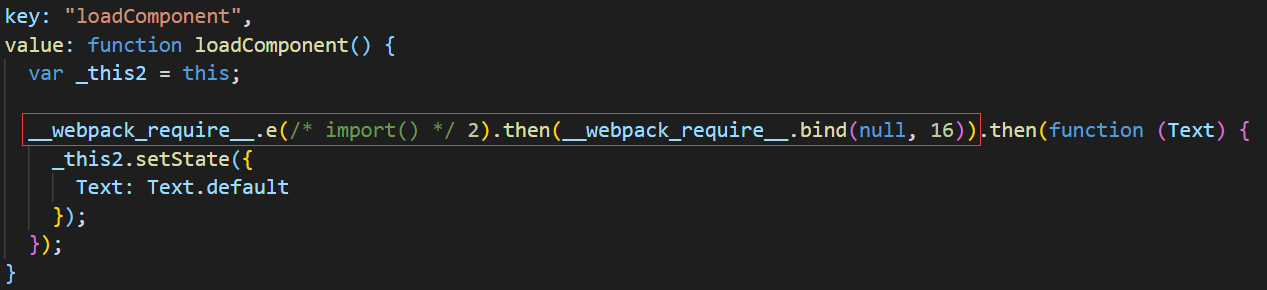 key: "loadComponent",
value: function loadComponent() {
var _this2 = this;
__webpack_require__.e(/* import() */ 2).then(__webpack_require__.bind(null, 16)).then(function (Text) {
_this2.setState({
Text: Text.default
});
});
}